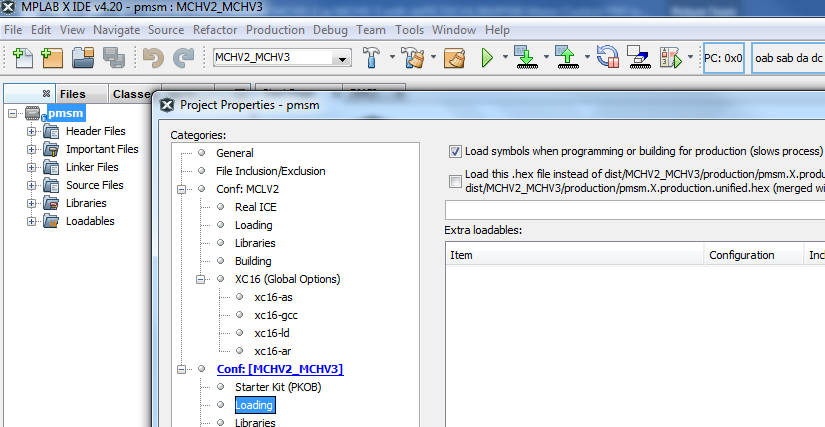 MPLAB X IDE v4.20 - pmsm : MCHV2_MCHV3
File Edit View Navigate Source Refactor Production Debug Team Tools Window Help
MCHV2_MCHV3
PC: 0x0
oab sab da dc
Files
Classes
pmsm
Header Files
Important Files
Linker Files
Source Files
Libraries
Loadables
Project Properties - pmsm
Categories:
General
File Inclusion/Exclusion
Conf: MCLV2
Real ICE
Loading
Libraries
Building
XC16 (Global Options)
xc16-as
xc16-gcc
xc16-ld
xc16-ar
Conf: [MCHV2_MCHV3]
Starter Kit (PKOB)
Loading
Libraries
Load symbols when programming or building for production (slows process)
Load this .hex file instead of dist/MCHV2_MCHV3/production/pmsm.X.produ
dist/MCHV2_MCHV3/production/pmsm.X.production.unified.hex (merged wi
Extra loadables:
Item Configuration Incl